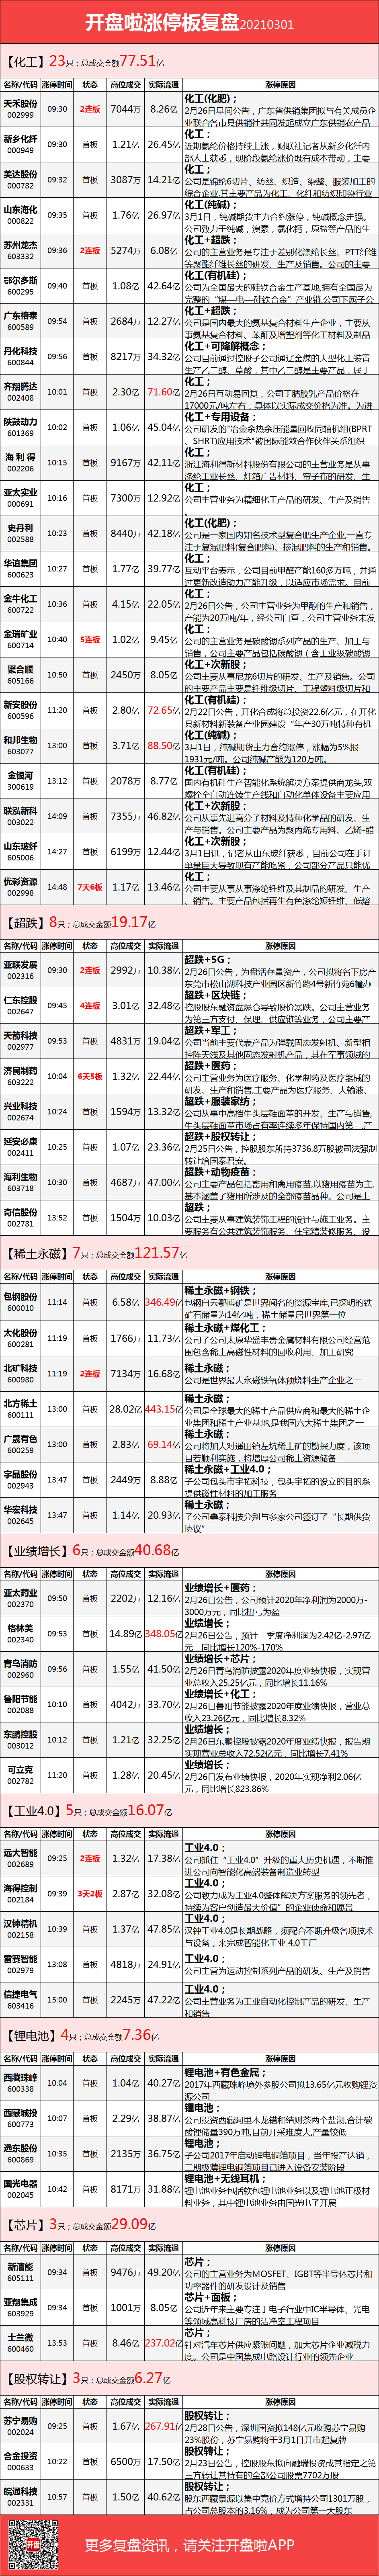 开盘啦涨停板复盘20210301
【化工】23只；总成交金额77.51亿
名称/代码 涨停时间 状态 高位成交 实际流通 涨停原因
天禾股份 002999 09:30 2连板 7044万 8.26亿 化工(化肥)；
2月26日早间公告，广东省供销集团拟与有关成员企业联合各市县供销社共同发起成立广东供销农产品
新乡化纤 000949 09:30 首板 1.21亿 26.45亿 化工；
近期氨纶价格持续上涨，财联社记者从新乡化纤内部人士获悉，现阶段氨纶涨价既有成本带动，主要
美达股份 000782 09:32 首板 3087万 14.21亿 化工；
公司是锦纶6切片、纺丝、织造、染整、服装加工的综合企业,其主要产品为化工、化纤和纺织印染行业
山东海化 000822 09:35 首板 1.76亿 26.97亿 化工(纯碱)；
3月1日，纯碱期货主力合约涨停，纯碱概念走强。公司致力于纯碱，溴素，氯化钙，原盐等产品的生
苏州龙杰 603332 09:36 2连板 5274万 6.08亿 化工+超跌；
公司的主营业务是专注于差别化涤纶长丝、PTT纤维等聚酯纤维长丝的研发、生产及销售。公司的主要
鄂尔多斯 600295 09:40 首板 1.08亿 42.64亿 化工(有机硅)；
公司为全国最大的硅铁合金生产基地,拥有全国最为完整的“煤—电—硅铁合金”产业链,公司下属子公
广东榕泰 600589 09:54 首板 2684万 12.27亿 化工+超跌；
公司是国内最大的氨基复合材料生产企业，主要从事氨基复合材料、苯酐及增塑剂等化工材料及制品
丹化科技 600844 09:56 首板 8217万 34.32亿 化工+可降解概念；
公司目前通过控股子公司通辽金煤的大型化工装置生产乙二醇、草酸，其中乙二醇是主要产品，属于
齐翔腾达 002408 10:01 首板 2.30亿 71.60亿 化工；
2月26日互动易回复，公司丁腈胶乳产品价格在17000元/吨左右，具体以实际成交价格为准。为进
陕鼓动力 601369 10:02 首板 1.06亿 45.04亿 化工+专用设备；
公司研发的“冶金余热余压能量回收同轴机组(BPRT、SHRT)应用技术”被国际能效合作伙伴关系组织
海利得 002206 10:15 首板 9167万 42.11亿 化工；
浙江海利得新材料股份有限公司的主营业务是从事涤纶工业长丝、灯箱广告材料、帘子布的研发、生
亚太实业 000691 10:16 首板 7300万 12.92亿 化工；
公司主营业务为精细化工产品的研发、生产及销售。
史丹利 002588 10:23 首板 8440万 42.18亿 化工(化肥)；
公司是一家国内知名技术型复合肥生产企业,一直专注于复混肥料(复合肥料)、掺混肥料的生产和销售。
华谊集团 600623 10:27 首板 1.77亿 39.77亿 化工；
互动平台表示，公司目前甲醛产能160多万吨，并通过更新改造助力产能升级，以适应市场需求。目前
金牛化工 600722 10:36 首板 4.15亿 22.05亿 化工；
2月26日公告，公司主营业务为甲醇的生产和销售，产能为20万吨/年，经公司自查，公司主营业务未发
金瑞矿业 600714 10:40 5连板 1.02亿 9.45亿 化工；
公司的主营业务是碳酸锶系列产品的生产、加工与销售，公司主要产品包括碳酸锶（含工业级碳酸锶
聚合顺 605166 10:50 首板 2450万 8.05亿 化工+次新股；
公司主要从事尼龙6切片的研发、生产及销售。公司的主要产品主要是纤维级切片、工程塑料级切片和
新安股份 600596 11:20 首板 2.80亿 72.65亿 化工(有机硅)；
2月22日公告，开化合成将总投资22.6亿元，在开化县新材料新装备产业园建设“年产30万吨特种有机
和邦生物 603077 13:00 首板 3.71亿 88.50亿 化工(纯碱)；
3月1日，纯碱期货主力合约涨停，涨幅为5%报1931元/吨。公司纯碱产能为120万吨。
金银河 300619 13:12 首板 2078万 8.77亿 化工(有机硅)；
国内有机硅生产智能化系统解决方案提供商龙头,双螺栓全自动连续生产线和自动化单体设备主要应用
联泓新科 003022 14:09 首板 7355万 46.82亿 化工+次新股；
公司从事先进高分子材料及特种化学品的研发、生产与销售。公司主要产品为聚丙烯专用料、乙烯-醋
山东玻纤 605006 14:27 首板 6199万 12.44亿 化工+次新股；
3月1日讯，记者从山东玻纤获悉，目前公司在手订单量巨大导致现有产能吃紧，公司部分产品只能优
优彩资源 002998 14:48 7天6板 1.17亿 13.46亿 化工；
公司主要从事从事涤纶纤维及其制品的研发、生产、销售。主要产品包括再生有色涤纶短纤维、低熔
【超跌】8只；总成交金额19.17亿
名称/代码 涨停时间 状态 高位成交 实际流通 涨停原因
亚联发展 002316 09:30 2连板 2992万 10.38亿 超跌+5G；
2月26日公告，为盘活存量资产，公司拟将名下房产东莞市松山湖科技产业园区新竹路4号新竹苑6幢办
仁东控股 002647 09:45 4连板 3.01亿 32.48亿 超跌+区块链；
控股股东融资盘爆仓导致股价暴跌。公司主营业务为第三方支付、保理、供应链等业务，公司主要产
天箭科技 002977 09:53 首板 4831万 19.04亿 超跌+军工；
公司当前主要代表产品为弹载固态发射机、新型相控阵天线及其他固态发射机产品，其在军事领域的
济民制药 603222 10:04 6天5板 1.32亿 22.44亿 超跌+医药；
公司主营业务为医疗服务、化学制药及医疗器械的研发、生产和销售,主要产品为医疗服务、大输液、
兴业科技 002674 10:24 首板 1594万 13.32亿 超跌+服装家纺；
公司从事中高档牛头层鞋面革的开发、生产与销售,牛头层鞋面革市场占有率连续多年保持国内第一,产
延安必康 002411 10:25 首板 1.07亿 23.36亿 超跌+股权转让；
2月25日公告，控股股东所持3736.8万股被司法强制转让给国泰君安。
海利生物 603718 10:30 首板 4687万 47.00亿 超跌+动物疫苗；
公司主要产品包括畜用和禽用疫苗,以猪用疫苗为主,基本涵盖了猪用所涉及的全部疫苗品种。公司是上
奇信股份 002781 13:52 首板 1504万 10.03亿 超跌；
公司主要从事建筑装饰工程的设计与施工业务。主要服务有公共建筑装饰服务、住宅精装修服务、设
【稀土永磁】7只；总成交金额121.57亿
名称/代码 涨停时间 状态 高位成交 实际流通 涨停原因
包钢股份 600010 11:14 首板 6.58亿 346.49亿 稀土永磁+钢铁；
包钢白云鄂博矿是世界闻名的资源宝库,已探明的铁矿石储量为14亿吨，稀土储量居世界第一位
太化股份 600281 11:19 首板 1766万 11.73亿 稀土永磁+煤化工；
公司子公司太原华盛丰贵金属材料有限公司经营范围包含稀土高磁性材料的回收利用、加工研究
北矿科技 600980 11:19 2连板 7134万 16.68亿 稀土永磁；
公司是世界最大永磁铁氧体预烧料生产企业之一
北方稀土 600111 13:00 首板 28.02亿 443.15亿 稀土永磁；
公司是全球最大的稀土产品供应商和最大的稀土企业集团和稀土产业基地,是我国六大稀土集团之一
广晟有色 600259 13:00 首板 2.83亿 69.14亿 稀土永磁；
公司将加大对遥田镇左坑稀土矿的勘探力度，该项目若顺利实施，将增厚公司稀土资源储备
宇晶股份 002943 13:47 首板 2449万 8.88亿 稀土永磁+工业4.0；
子公司包头市宇拓科技，包头宇拓的设立的目的系提供磁性材料的加工服务
华宏科技 002645 13:47 首板 1.14亿 20.93亿 稀土永磁；
子公司鑫泰科技分别与多家公司签订了“长期供货协议”
【业绩增长】6只；总成交金额40.68亿
名称/代码 涨停时间 状态 高位成交 实际流通 涨停原因
亚太药业 002370 09:50 首板 2202万 12.16亿 业绩增长+医药；
2月26日公告，公司预计2020年净利润为2000万-3000万元，同比扭亏为盈
格林美 002340 09:53 首板 14.89亿 348.05亿 业绩增长；
2月26日公告，预计一季度净利润为2.42亿-2.97亿元，同比增长120%-170%
青鸟消防 002960 09:56 首板 1.55亿 41.50亿 业绩增长+芯片；
2月26日青鸟消防披露2020年度业绩快报，实现营业总收入25.25亿元，同比增长11.16%
鲁阳节能 002088 10:10 首板 4042万 33.70亿 业绩增长+化工；
2月26日鲁阳节能披露2020年度业绩快报，营业总收入23.26亿元，同比增长8.32%
东鹏控股 003012 10:12 首板 1.21亿 32.25亿 业绩增长；
2月26日东鹏控股披露2020年度业绩快报，报告期实现营业总收入72.52亿元，同比增长7.41%
可立克 002782 11:20 首板 1.28亿 20.45亿 业绩增长；
2月26日发布业绩快报，2020年实现净利2.06亿元，同比增长823.86%
【工业4.0】5只；总成交金额16.07亿
名称/代码 涨停时间 状态 高位成交 实际流通 涨停原因
远大智能 002689 09:25 2连板 1.32亿 17.38亿 工业4.0；
公司抓住“工业4.0”升级的重大历史机遇，不断推进公司向智能化高端装备制造业转型
海得控制 002184 09:39 3天2板 2.87亿 32.08亿 工业4.0；
公司致力成为工业4.0整体解决方案服务的领先者，持续为客户创造最大价值”的企业使命和愿景
汉钟精机 002158 10:39 首板 1.37亿 47.85亿 工业4.0；
汉钟工业4.0是长期战略，须配合不断升级各项技术与设备，来完成智能化工业 4.0工厂
雷赛智能 002979 13:08 首板 4818万 24.91亿 工业4.0；
公司主营为运动控制系列产品的研发、生产及销售
信捷电气 603416 15:00 首板 2245万 47.22亿 工业4.0；
公司主营业务为工业自动化控制产品的研发、生产和销售
【锂电池】4只；总成交金额7.36亿
名称/代码 涨停时间 状态 高位成交 实际流通 涨停原因
西藏珠峰 600338 10:04 首板 1.04亿 40.27亿 锂电池+有色金属；
2017年西藏珠峰境外参股公司拟13.65亿元收购锂资源公司
西藏城投 600773 10:07 首板 2.29亿 38.87亿 锂电池；
公司投资西藏阿里木龙错和结则茶两个盐湖,合计碳酸锂储量390万吨,目前开采难度大,产量较低
远东股份 600869 10:35 首板 2135万 36.75亿 锂电池；
子公司2017年启动锂电铜箔项目，当年投产达销，二期极薄锂电铜箔项目已进入设备安装阶段
国光电器 002045 10:42 首板 8171万 31.88亿 锂电池+无线耳机；
锂电池业务包括软包锂电池业务以及锂电池正极材料业务，其中锂电池业务由国光电子开展
【芯片】3只；总成交金额29.09亿
名称/代码 涨停时间 状态 高位成交 实际流通 涨停原因
新洁能 605111 09:34 首板 9476万 49.20亿 芯片；
公司的主营业务为MOSFET、IGBT等半导体芯片和功率器件的研发设计及销售
亚翔集成 603929 09:34 首板 1001万 8.05亿 芯片+面板；
公司近年来主要专注于电子行业中IC半导体、光电等领域高科技厂房的洁净室工程项目
士兰微 600460 13:53 首板 8.46亿 237.02亿 芯片；
针对汽车芯片供应紧张问题，加大芯片企业减税力度。公司是中国集成电路设计行业的领先企业
【股权转让】3只；总成交金额6.27亿
名称/代码 涨停时间 状态 高位成交 实际流通 涨停原因
苏宁易购 002024 09:25 首板 1.67亿 267.91亿 股权转让；
2月28日公告，深圳国资拟148亿元收购苏宁易购23%股份，苏宁易购将于3月1日开市起复牌
合金投资 000633 10:22 首板 6500万 17.50亿 股权转让；
2月23日公告，控股股东拟向融瑞投资或其指定之第三方转让其持有的全部公司股票7702万股
皖通科技 002331 10:57 首板 1.50亿 40.62亿 股权转让；
股东西藏景源以集中竞价方式增持公司1301万股，占公司总股本的3.16%，成为公司第一大股东
开盘
更多复盘资讯，请关注开盘啦APP